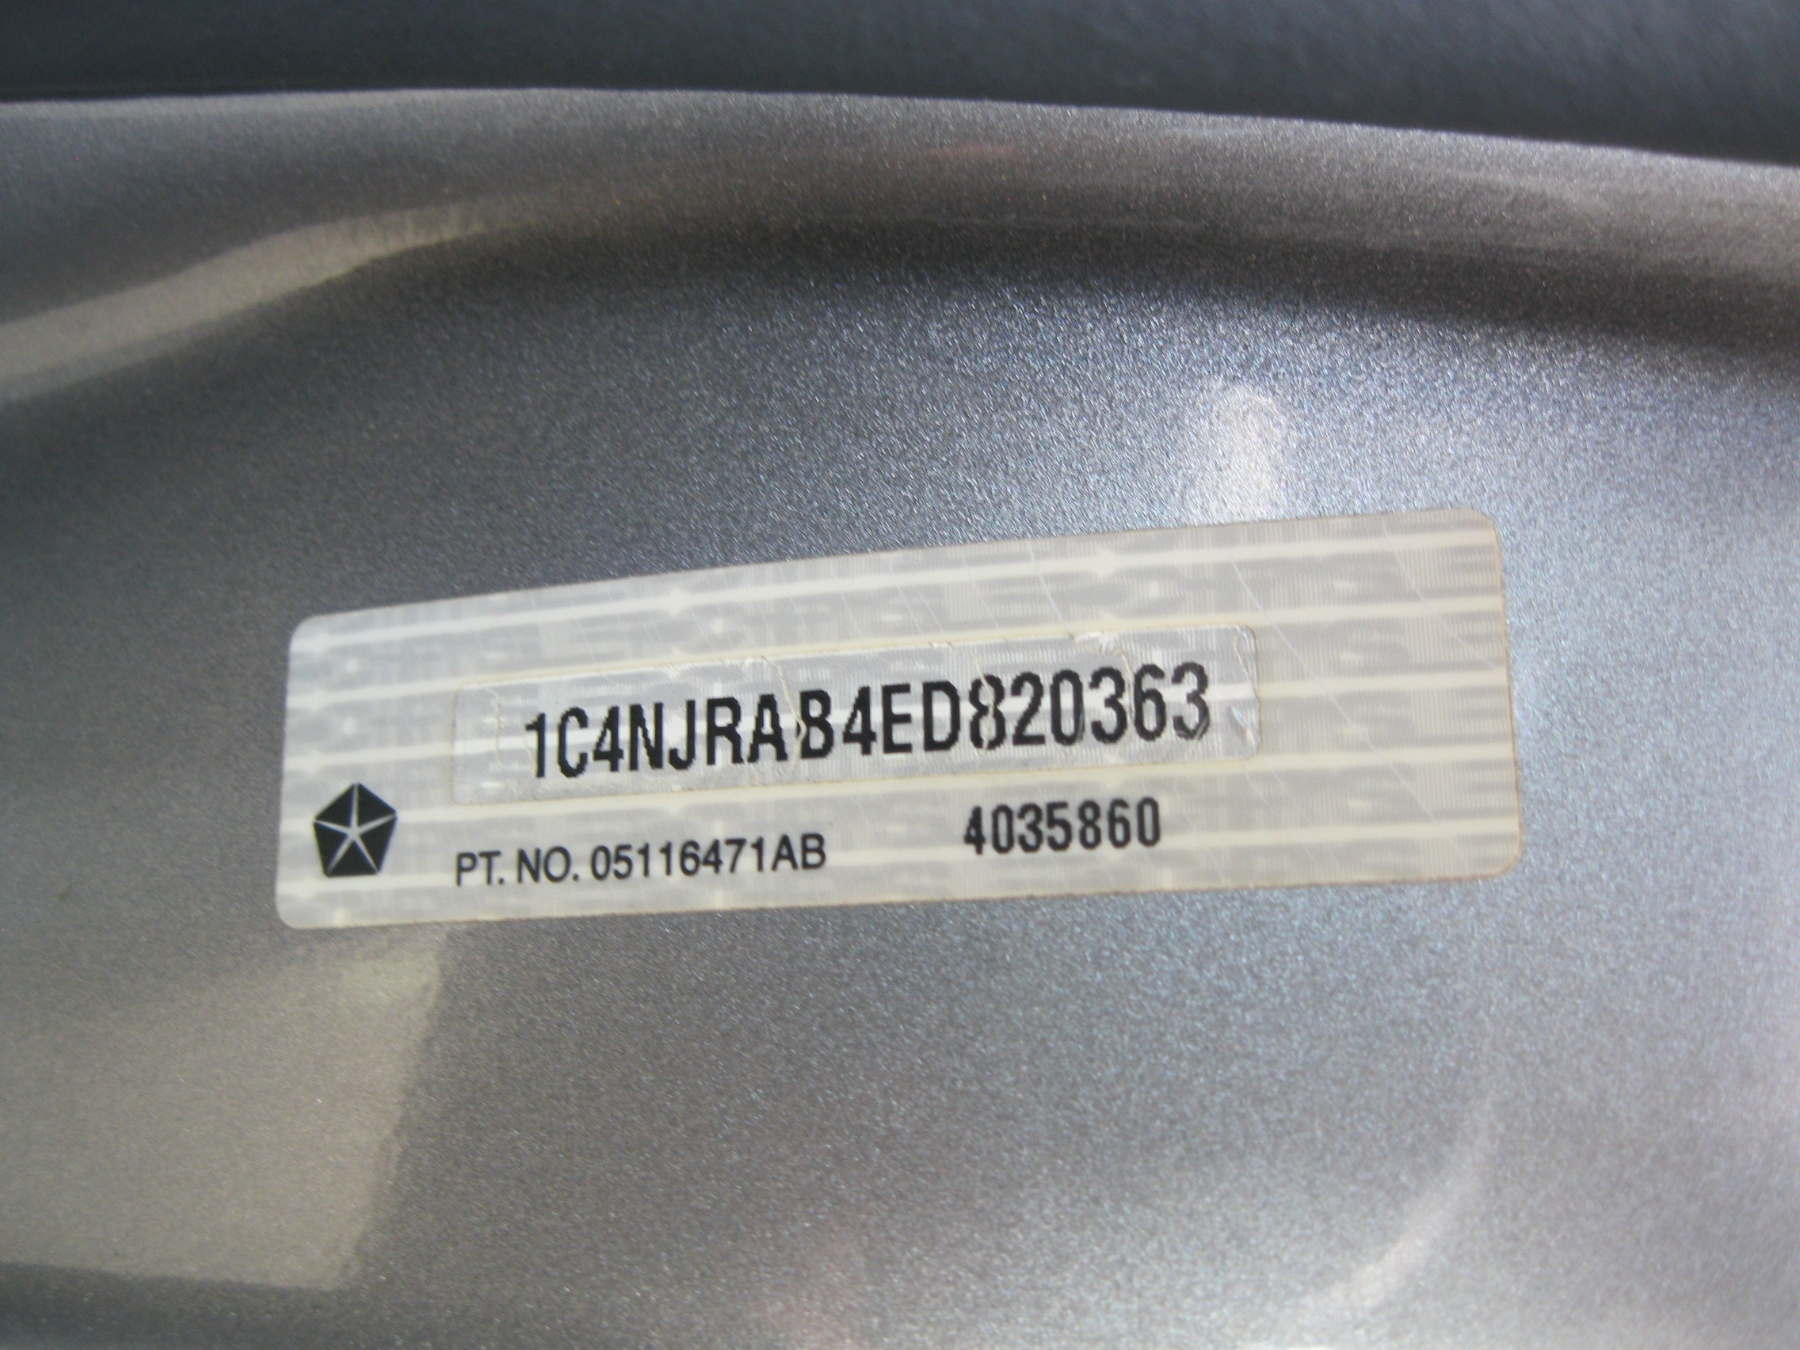 1C4NJRAB4ED820363
PT. NO. 05116471AB 4035860